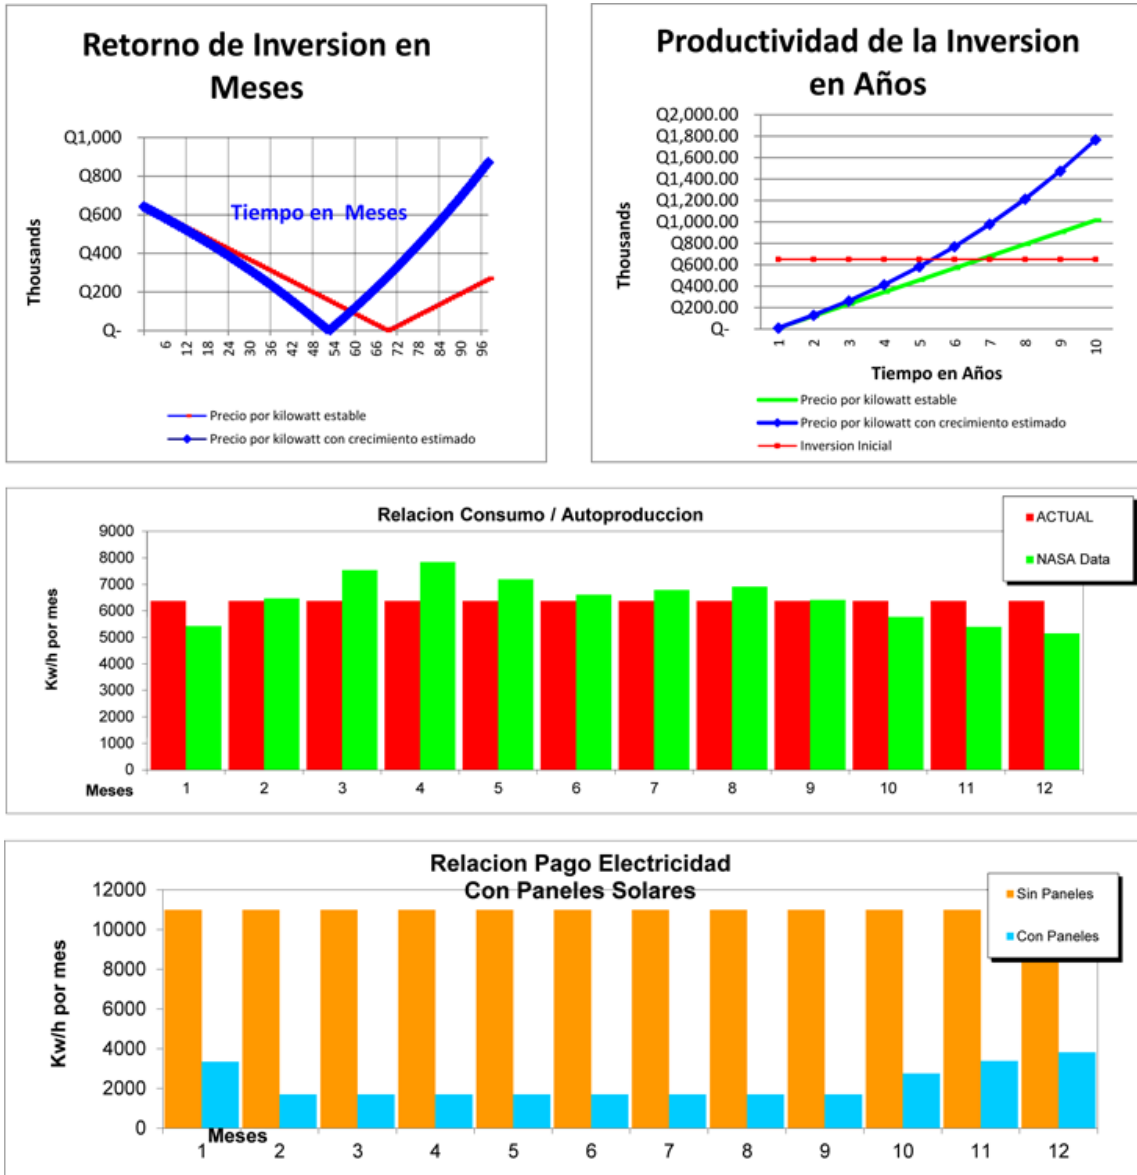 Retorno de Inversion en
Meses
Q1,000
Q800
Q600
Q400
Q200
Q-
Thousands
Tiempo en Meses
6 12 18 24 30 36 42 48 54 60 66 72 78 84 90 96
Precio por kilowatt estable
Precio por kilowatt con crecimiento estimado
Productividad de la Inversion
en Años
Q2,000.00
Q1,800.00
Q1,600.00
Q1,400.00
Q1,200.00
Q1,000.00
Q800.00
Q600.00
Q400.00
Q200.00
Q-
Thousands
1 2 3 4 5 6 7 8 9 10
Tiempo en Años
Precio por kilowatt estable
Precio por kilowatt con crecimiento estimado
Inversion Inicial
Relacion Consumo / Autoproduccion
ACTUAL
NASA Data
9000
8000
7000
6000
5000
4000
3000
2000
1000
0
Kw/h por mes
Meses 1 2 3 4 5 6 7 8 9 10 11 12
Relacion Pago Electricidad
Con Paneles Solares
Sin Paneles
Con Paneles
12000
10000
8000
6000
4000
2000
0
Kw/h por mes
Meses
1 2 3 4 5 6 7 8 9 10 11 12